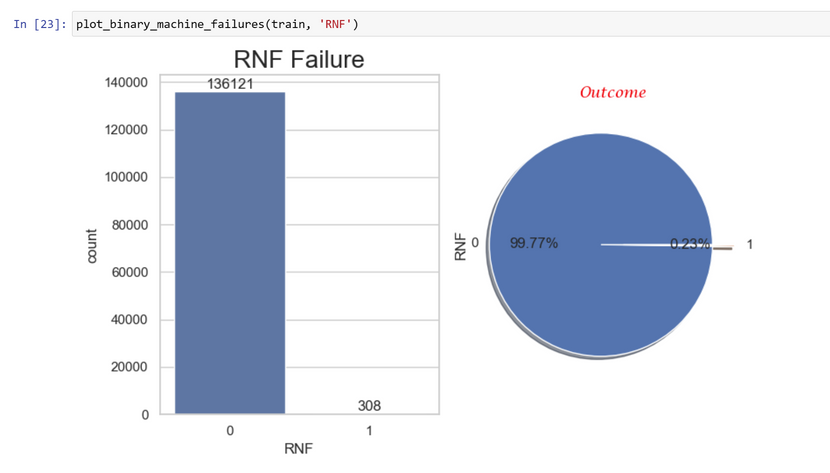 In [23]: plot_binary_machine_failures(train, 'RNF')
RNF Failure
136121
140000
120000
100000
80000
60000
40000
20000
0
count
308
0 1
RNF
Outcome
RNF
0
99.77%
0.23%
1